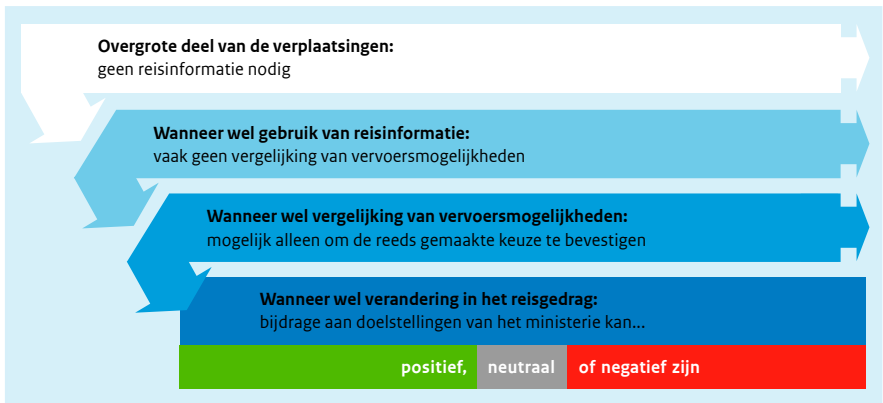 Overgrote deel van de verplaatsingen:
geen reisinformatie nodig
Wanneer wel gebruik van reisinformatie:
vaak geen vergelijking van vervoersmogelijkheden
Wanneer wel vergelijking van vervoersmogelijkheden:
mogelijk alleen om de reeds gemaakte keuze te bevestigen
Wanneer wel verandering in het reisgedrag:
bijdrage aan doelstellingen van het ministerie kan...
positief, neutraal of negatief zijn